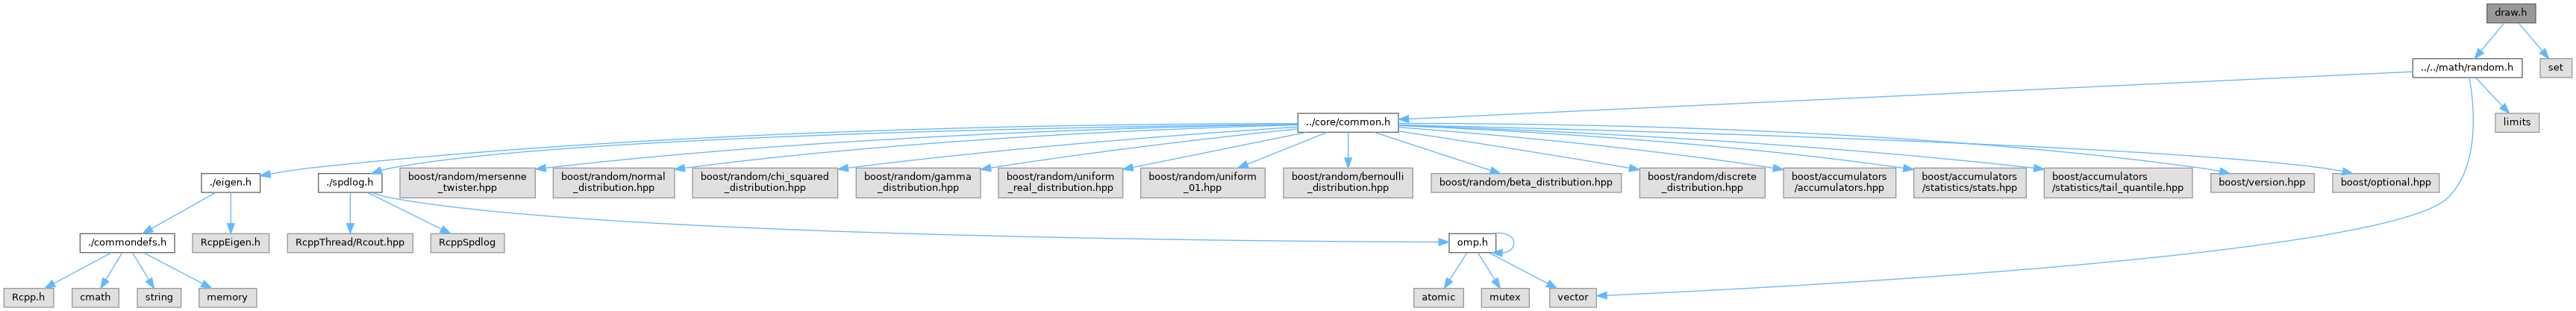 draw.h
../../math/random.h
set
../core/common.h
limits
./eigen.h
./spdlog.h
boost/random/mersenne
_twister.hpp
boost/random/normal
_distribution.hpp
boost/random/chi_squared
_distribution.hpp
boost/random/gamma
_distribution.hpp
boost/random/uniform
_real_distribution.hpp
boost/random/uniform
_01.hpp
boost/random/bernoulli
_distribution.hpp
boost/random/beta_distribution.hpp
boost/random/discrete
_distribution.hpp
boost/accumulators
/accumulators.hpp
boost/accumulators
/statistics/stats.hpp
boost/accumulators
/statistics/tail_quantile.hpp
boost/version.hpp
boost/optional.hpp
./commondefs.h
RcppEigen.h
RcppThread/Rcout.hpp
RcppSpdlog
omp.h
Rcpp.h
cmath
string
memory
atomic
mutex
vector